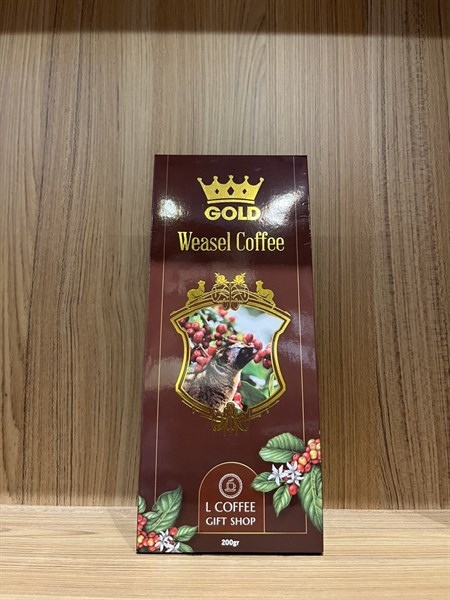 GOLD
Weasel Coffee
L COFFEE
GIFT SHOP
200gr